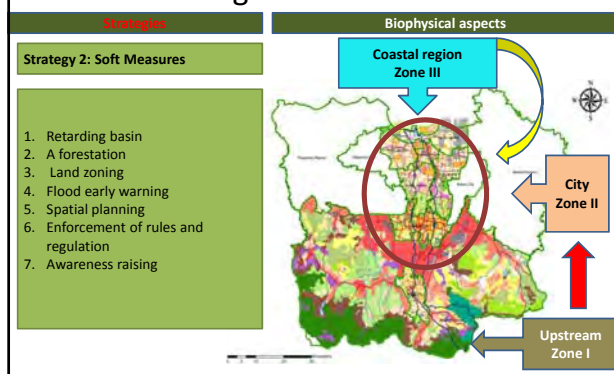 Strategies
Biophysical aspects
Strategy 2: Soft Measures
1. Retarding basin
2. A forestation
3. Land zoning
4. Flood early warning
5. Spatial planning
6. Enforcement of rules and
regulation
7. Awareness raising
Coastal region
Zone III
City
Zone II
Upstream
Zone I